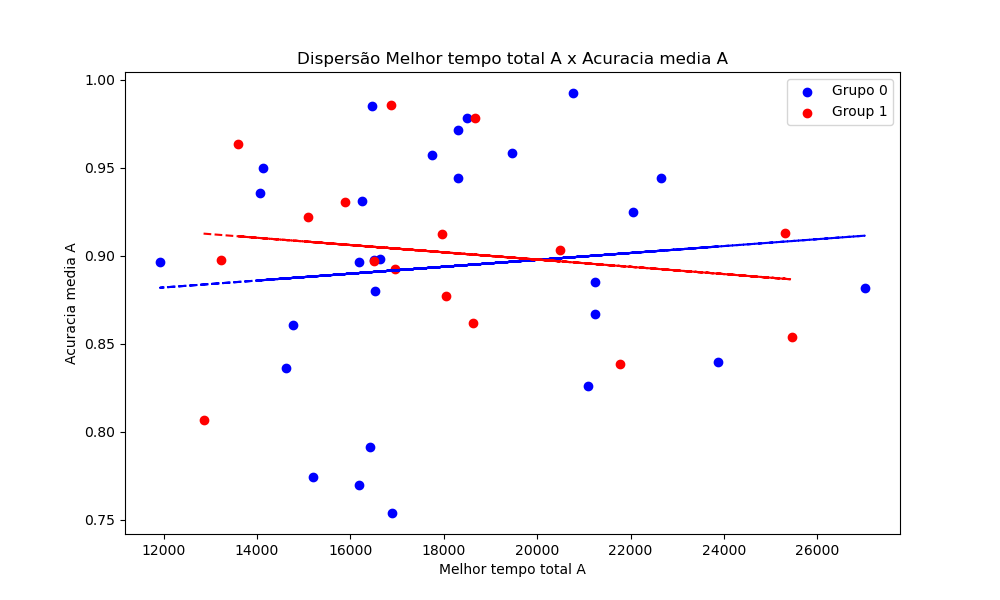 Dispersão Melhor tempo total A x Acuracia media A
Grupo 0
Group 1
1.00
0.95
0.90
0.85
0.80
0.75
Acuracia media A
12000 14000 16000 18000 20000 22000 24000 26000
Melhor tempo total A